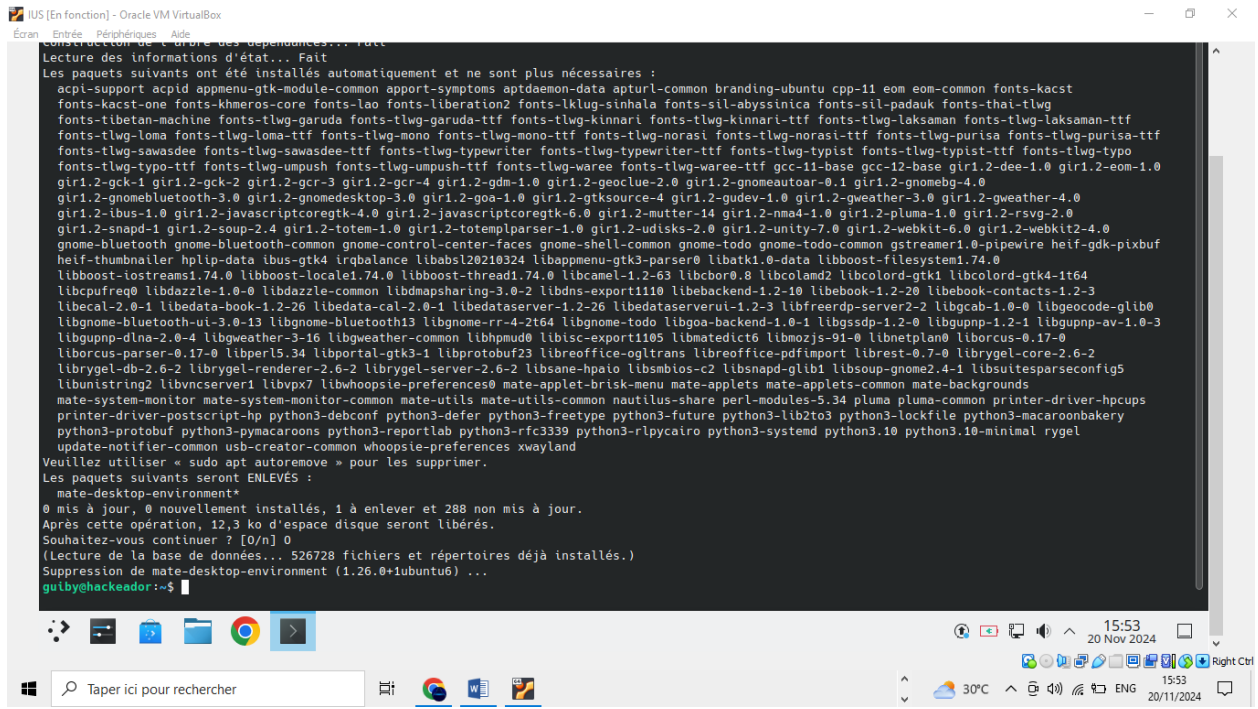 IUS [En fonction] - Oracle VM VirtualBox
Écran Entrée Périphériques Aide
Construction de l'arbre des dépendances... Fait
Lecture des informations d'état... Fait
Les paquets suivants ont été installés automatiquement et ne sont plus nécessaires :
acpi-support acpid appmenu-gtk-module-common apport-symptoms aptdaemon-data apturl-common branding-ubuntu cpp-11 eom eom-common fonts-kacst
fonts-kacst-one fonts-khmeros-core fonts-lao fonts-liberation2 fonts-lklug-sinhala fonts-sil-abyssinica fonts-sil-padauk fonts-thai-tlwg
fonts-tibetan-machine fonts-tlwg-garuda fonts-tlwg-garuda-ttf fonts-tlwg-kinnari fonts-tlwg-kinnari-ttf fonts-tlwg-laksaman fonts-tlwg-laksaman-ttf
fonts-tlwg-loma fonts-tlwg-loma-ttf fonts-tlwg-mono fonts-tlwg-mono-ttf fonts-tlwg-norasi fonts-tlwg-norasi-ttf fonts-tlwg-purisa fonts-tlwg-purisa-ttf
fonts-tlwg-sawasdee fonts-tlwg-sawasdee-ttf fonts-tlwg-typewriter fonts-tlwg-typewriter-ttf fonts-tlwg-typist fonts-tlwg-typist-ttf fonts-tlwg-typo
fonts-tlwg-typo-ttf fonts-tlwg-umpush fonts-tlwg-umpush-ttf fonts-tlwg-waree fonts-tlwg-waree-ttf gcc-11-base gcc-12-base gir1.2-dee-1.0 gir1.2-eom-1.0
gir1.2-gck-1 gir1.2-gck-2 gir1.2-gcr-3 gir1.2-gcr-4 gir1.2-gdm-1.0 gir1.2-geoclue-2.0 gir1.2-gnomeautoar-0.1 gir1.2-gnomebg-4.0
gir1.2-gnomebluetooth-3.0 gir1.2-gnomedesktop-3.0 gir1.2-goa-1.0 gir1.2-gtksource-4 gir1.2-gudev-1.0 gir1.2-gweather-3.0 gir1.2-gweather-4.0
gir1.2-ibus-1.0 gir1.2-javascriptcoregtk-4.0 gir1.2-javascriptcoregtk-6.0 gir1.2-mutter-14 gir1.2-nma4-1.0 gir1.2-pluma-1.0 gir1.2-rsvg-2.0
gir1.2-snapd-1 gir1.2-soup-2.4 gir1.2-totem-1.0 gir1.2-totemplparser-1.0 gir1.2-udisks-2.0 gir1.2-unity-7.0 gir1.2-webkit-6.0 gir1.2-webkit2-4.0
gnome-bluetooth gnome-bluetooth-common gnome-control-center-faces gnome-shell-common gnome-todo gnome-todo-common gstreamer1.0-pipewire heif-gdk-pixbuf
heif-thumbnailer hplip-data ibus-gtk4 irqbalance libabsl20210324 libappmenu-gtk3-parser0 libatk1.0-data libboost-filesystem1.74.0
libboost-iostreams1.74.0 libboost-locale1.74.0 libboost-thread1.74.0 libcamel-1.2-63 libcbor0.8 libcolamd2 libcolord-gtk1 libcolord-gtk4-1t64
libcpufreq0 libdazzle-1.0-0 libdazzle-common libdmapsharing-3.0-2 libdns-export1110 libebackend-1.2-10 libebook-1.2-20 libebook-contacts-1.2-3
libecal-2.0-1 libedata-book-1.2-26 libedata-cal-2.0-1 libedataserver-1.2-26 libedataserverui-1.2-3 libfreerdp-server2-2 libgcab-1.0-0 libgeocode-glib0
libgnome-bluetooth-ui-3.0-13 libgnome-bluetooth13 libgnome-rr-4-2t64 libgnome-todo libgoa-backend-1.0-1 libgssdp-1.2-0 libgupnp-1.2-1 libgupnp-av-1.0-3
libgupnp-dlna-2.0-4 libgweather-3-16 libgweather-common libhpmud0 libisc-export1105 libmatedict6 libmozjs-91-0 libnetplan0 liborcus-0.17-0
liborcus-parser-0.17-0 libperl5.34 libportal-gtk3-1 libprotobuf23 libreoffice-ogltrans libreoffice-pdfimport librest-0.7-0 librygel-core-2.6-2
librygel-db-2.6-2 librygel-renderer-2.6-2 librygel-server-2.6-2 libsane-hpaio libsmbios-c2 libsnapd-glib1 libsoup-gnome2.4-1 libsuitesparseconfig5
libunistring2 libvncserver1 libvpx7 libwhoopsie-preferences0 mate-applet-brisk-menu mate-applets mate-applets-common mate-backgrounds
mate-system-monitor mate-system-monitor-common mate-utils mate-utils-common nautilus-share perl-modules-5.34 pluma pluma-common printer-driver-hpcups
printer-driver-postscript-hp python3-debconf python3-defer python3-freetype python3-future python3-lib2to3 python3-lockfile python3-macaroonbakery
python3-protobuf python3-pymacaroons python3-reportlab python3-rfc3339 python3-rlpycairo python3-systemd python3.10 python3.10-minimal rygel
update-notifier-common usb-creator-common whoopsie-preferences xwayland
Veuillez utiliser « sudo apt autoremove » pour les supprimer.
Les paquets suivants seront ENLEVÉS :
mate-desktop-environment*
0 mis à jour, 0 nouvellement installés, 1 à enlever et 288 non mis à jour.
Après cette opération, 12,3 ko d'espace disque seront libérés.
Souhaitez-vous continuer ? [O/n] O
(Lecture de la base de données... 526728 fichiers et répertoires déjà installés.)
Suppression de mate-desktop-environment (1.26.0+1ubuntu6) ...
guiby@hackeador:~$
15:53
20 Nov 2024
Right Ctrl
Taper ici pour rechercher
30°C
ENG
15:53
20/11/2024